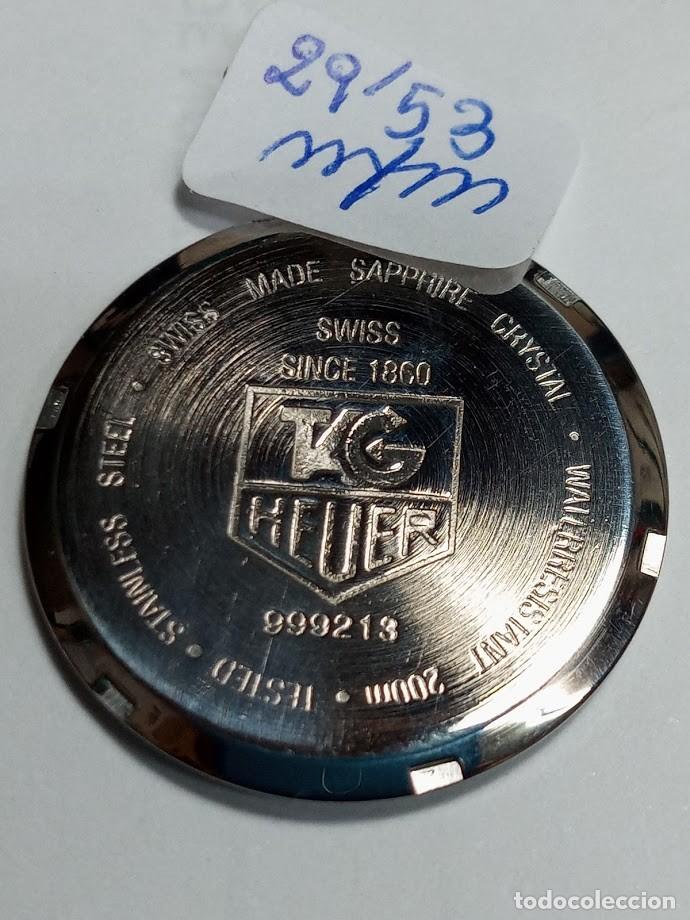 29/53
m/m
SWISS MADE SAPPHIRE CRYSTAL • WATERRESISTANT 200m • TESTED • STAINLESS STEEL •
SWISS
SINCE 1860
TAG
HEUER
999213
todocoleccion